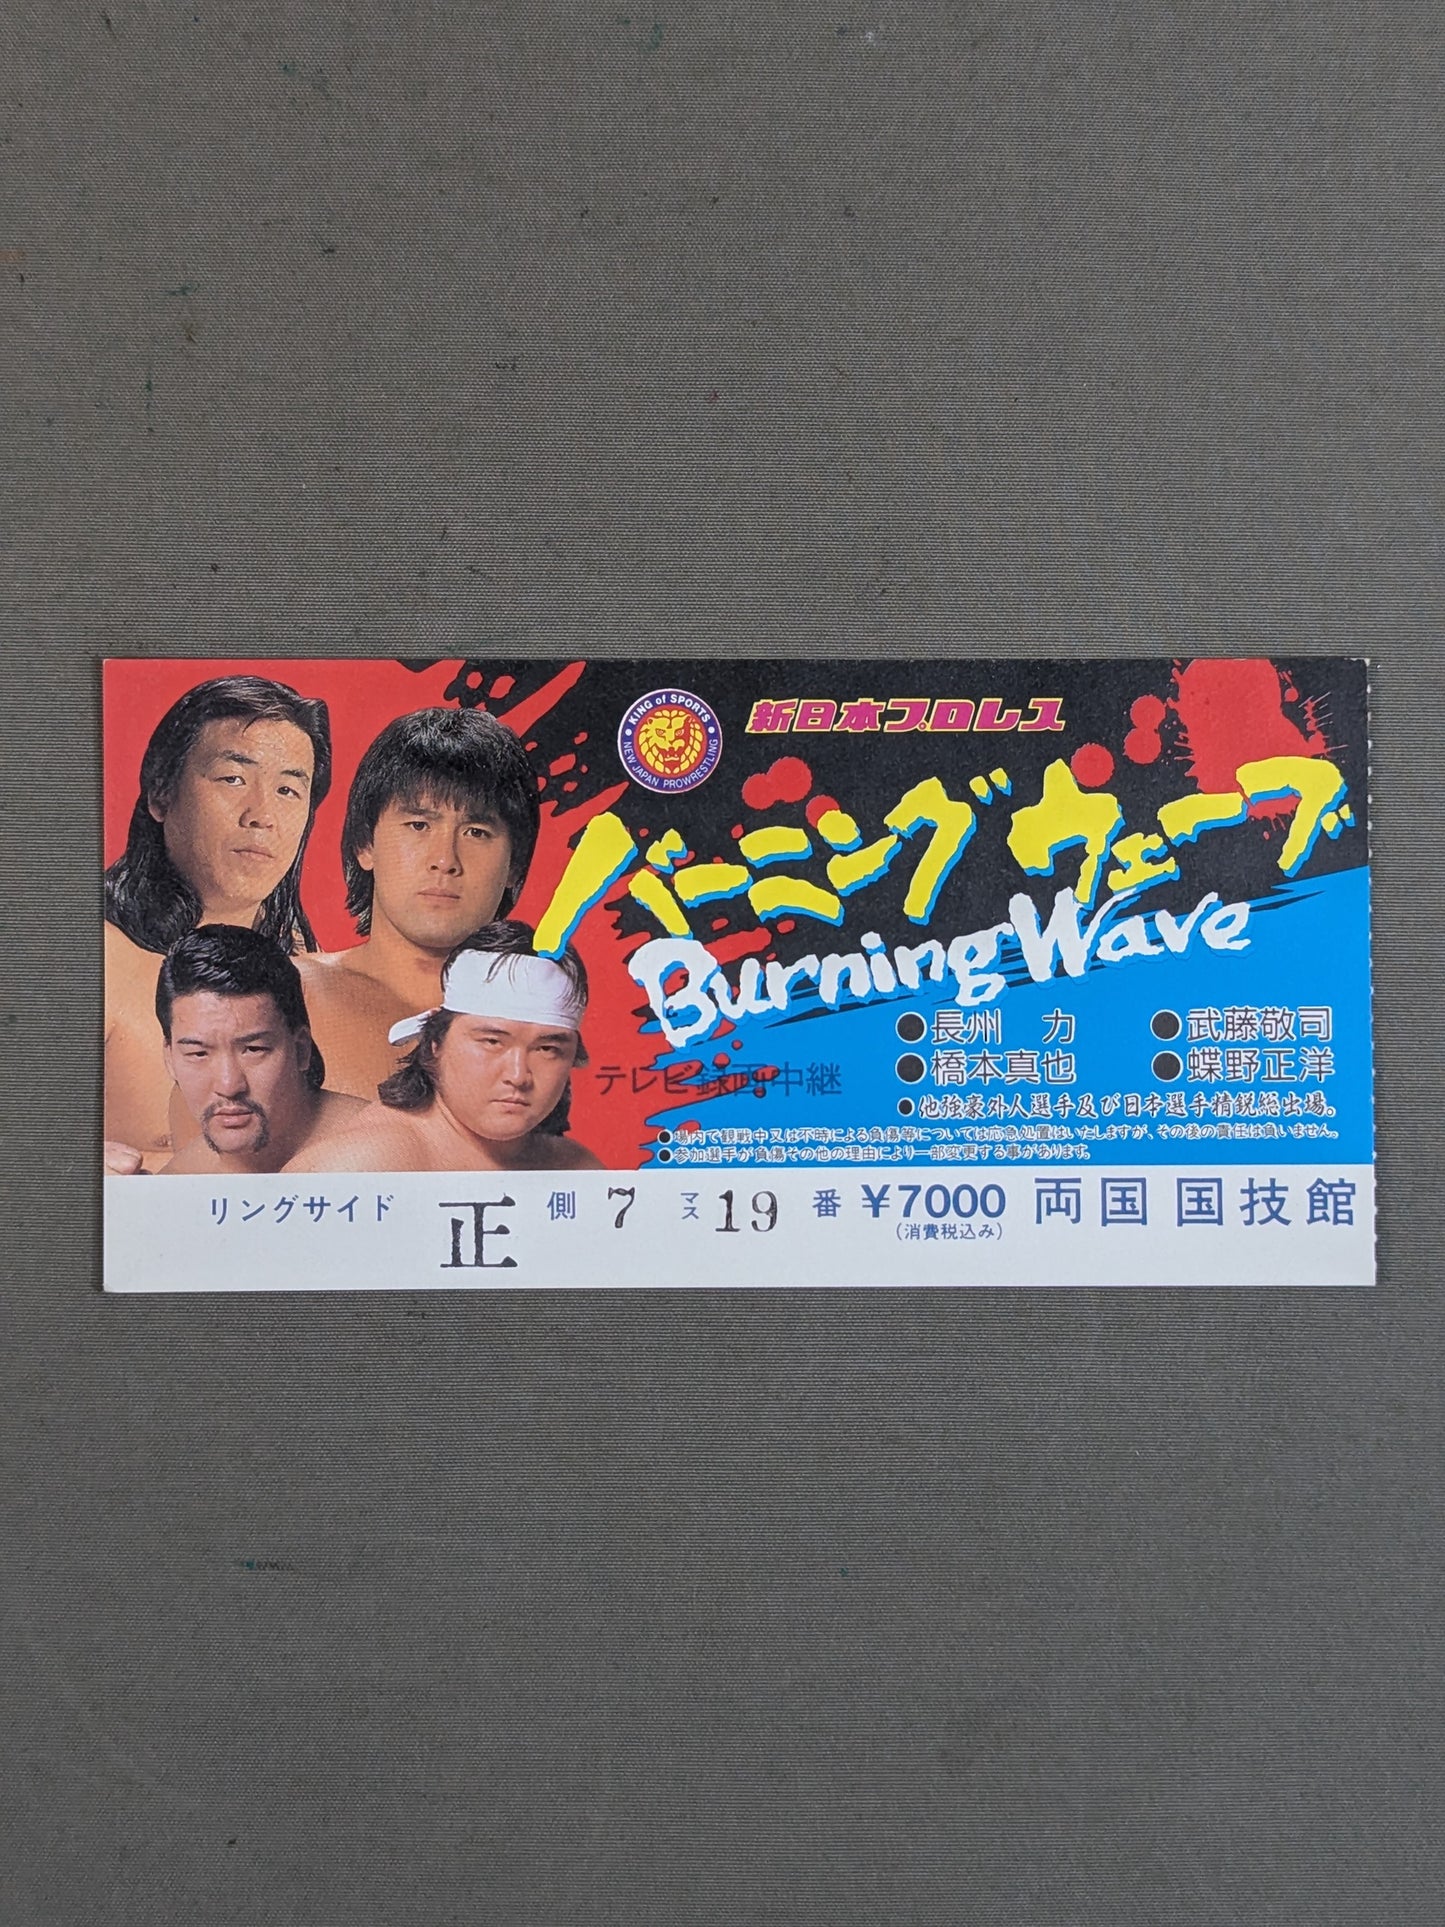 KING of SPORTS
NEW JAPAN PROWRESTLING
新日本プロレス
バーニングウェーブ
Burning Wave
●長州 力 ●武藤敬司
●橋本真也 ●蝶野正洋
テレビ録画中継
●他強豪外人選手及び日本選手精鋭総出場。
●場内で観戦中又は不時による負傷等については応急処置はいたしますが、その後の責任は負いません。
●参加選手が負傷その他の理由により一部変更する事があります。
リングサイド 正 側 7 マス 19 番 ¥7000 両国 国技館
(消費税込み)